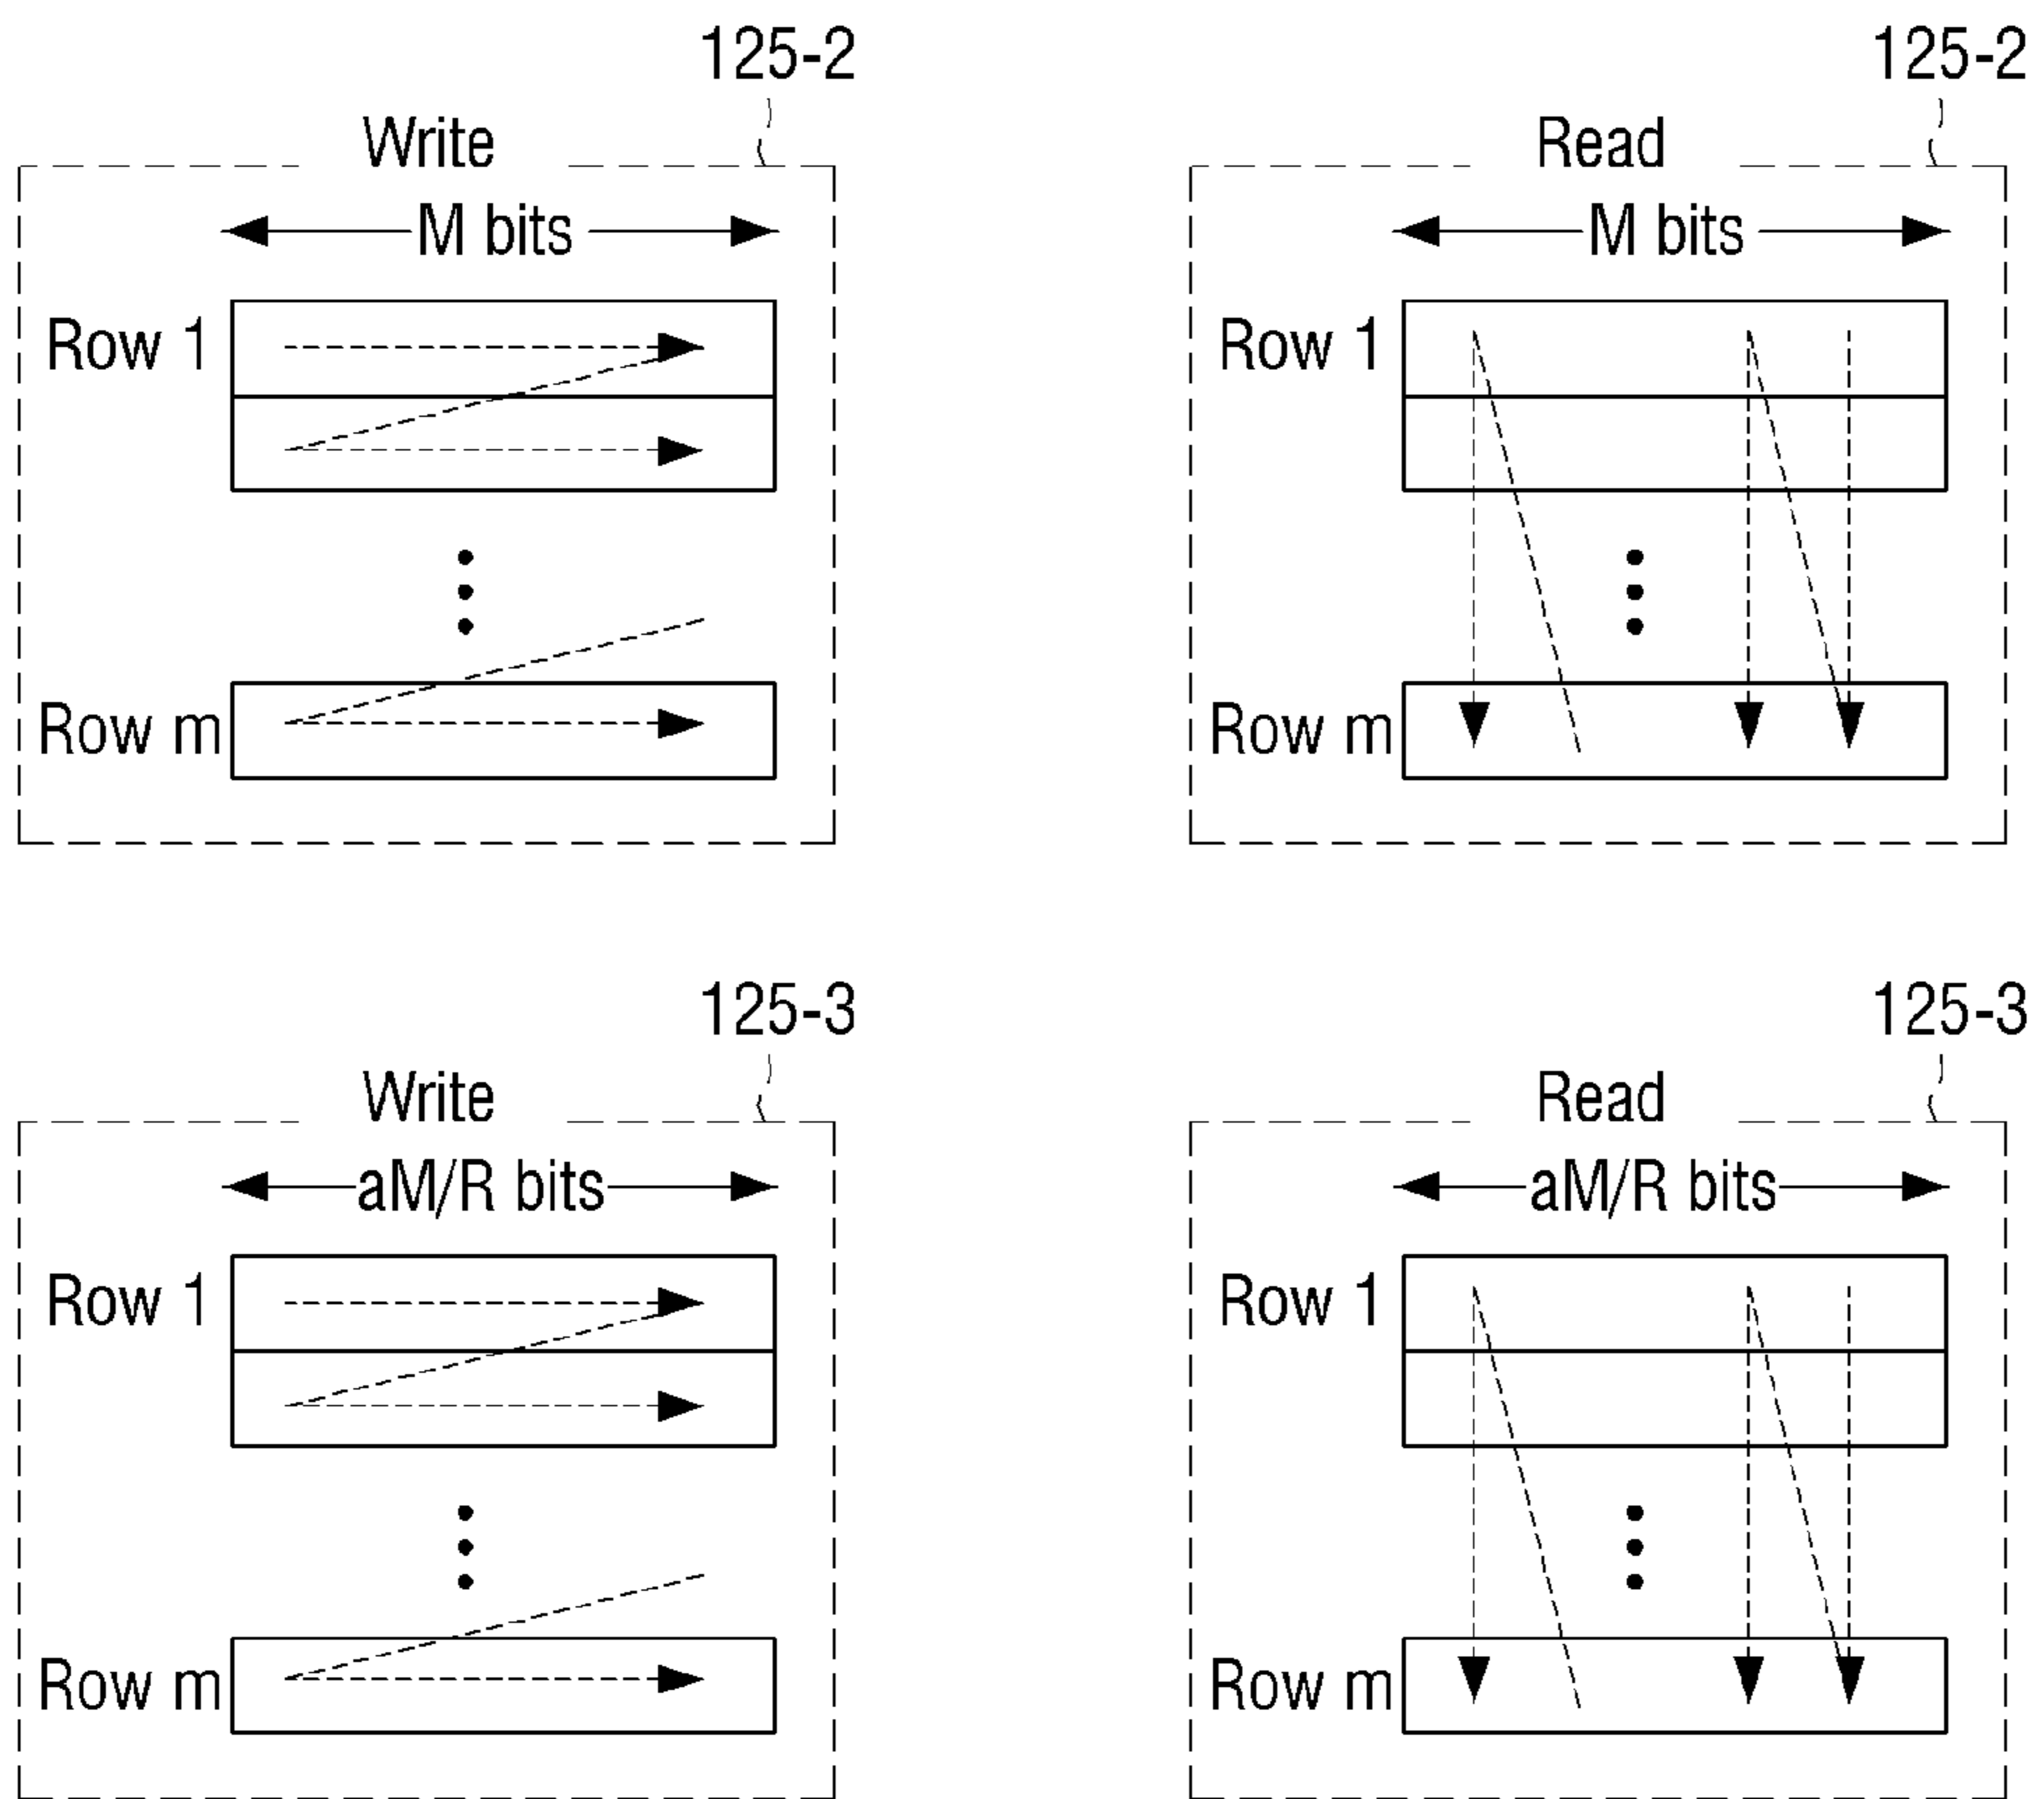 125-2
125-2
Write
Read
M bits
M bits
Row 1
Row 1
Row m
Row m
125-3
125-3
Write
Read
aM/R bits
aM/R bits
Row 1
Row 1
Row m
Row m